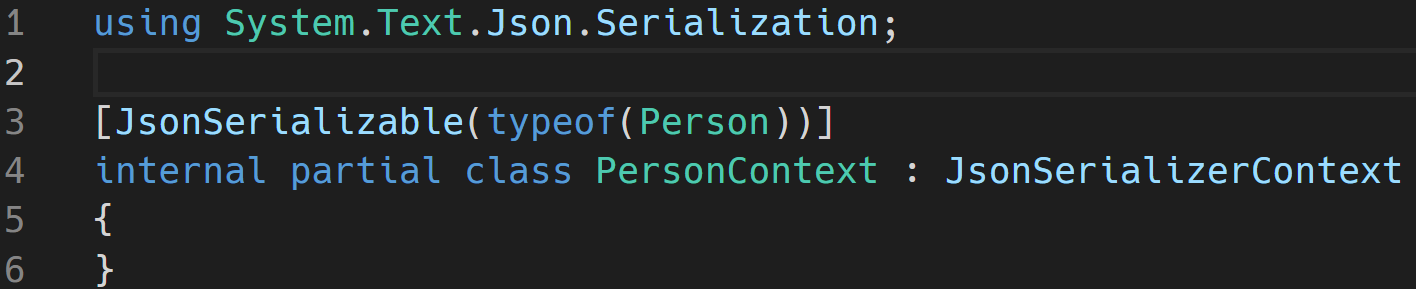 1 using System.Text.Json.Serialization;
2
3 [JsonSerializable(typeof(Person))]
4 internal partial class PersonContext : JsonSerializerContext
5 {
6 }